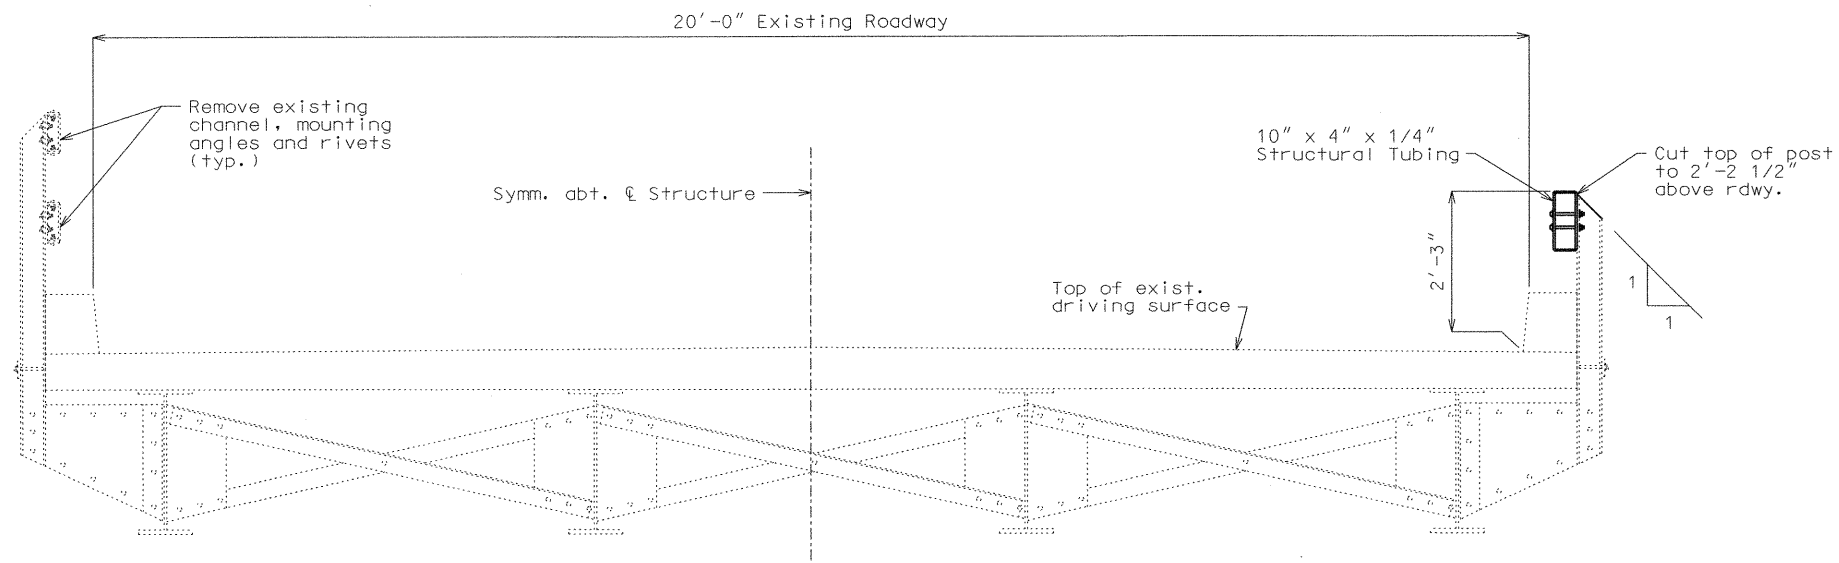 20'-0" Existing Roadway
Remove existing
channel, mounting
angles and rivets
(typ.)
Symm. abt. ℄ Structure
10" x 4" x 1/4"
Structural Tubing
Cut top of post
to 2'-2 1/2"
above rdwy.
2'-3"
Top of exist.
driving surface
1
1